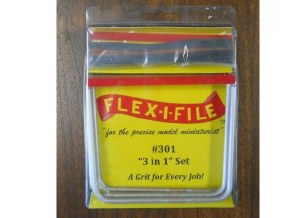 FLEX-I-FILE
"for the precise model miniaturist"
#301
"3 in 1" Set
A Grit for Every Job!